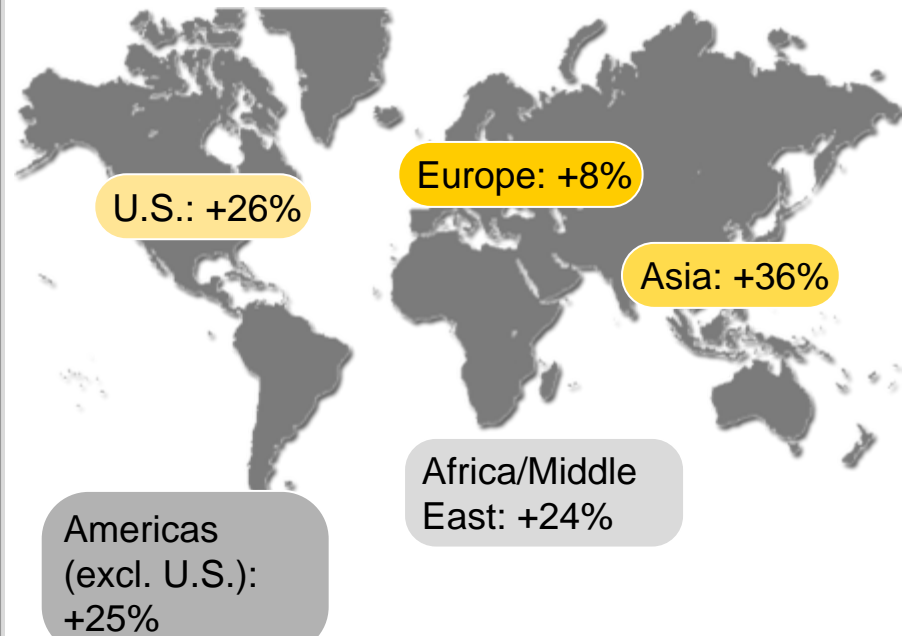 Europe: +8%
U.S.: +26%
Asia: +36%
Africa/Middle
East: +24%
Americas
(excl. U.S.):
+25%